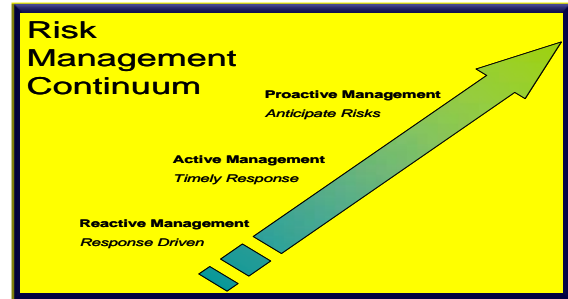 Risk
Management
Continuum
Proactive Management
Anticipate Risks
Active Management
Timely Response
Reactive Management
Response Driven